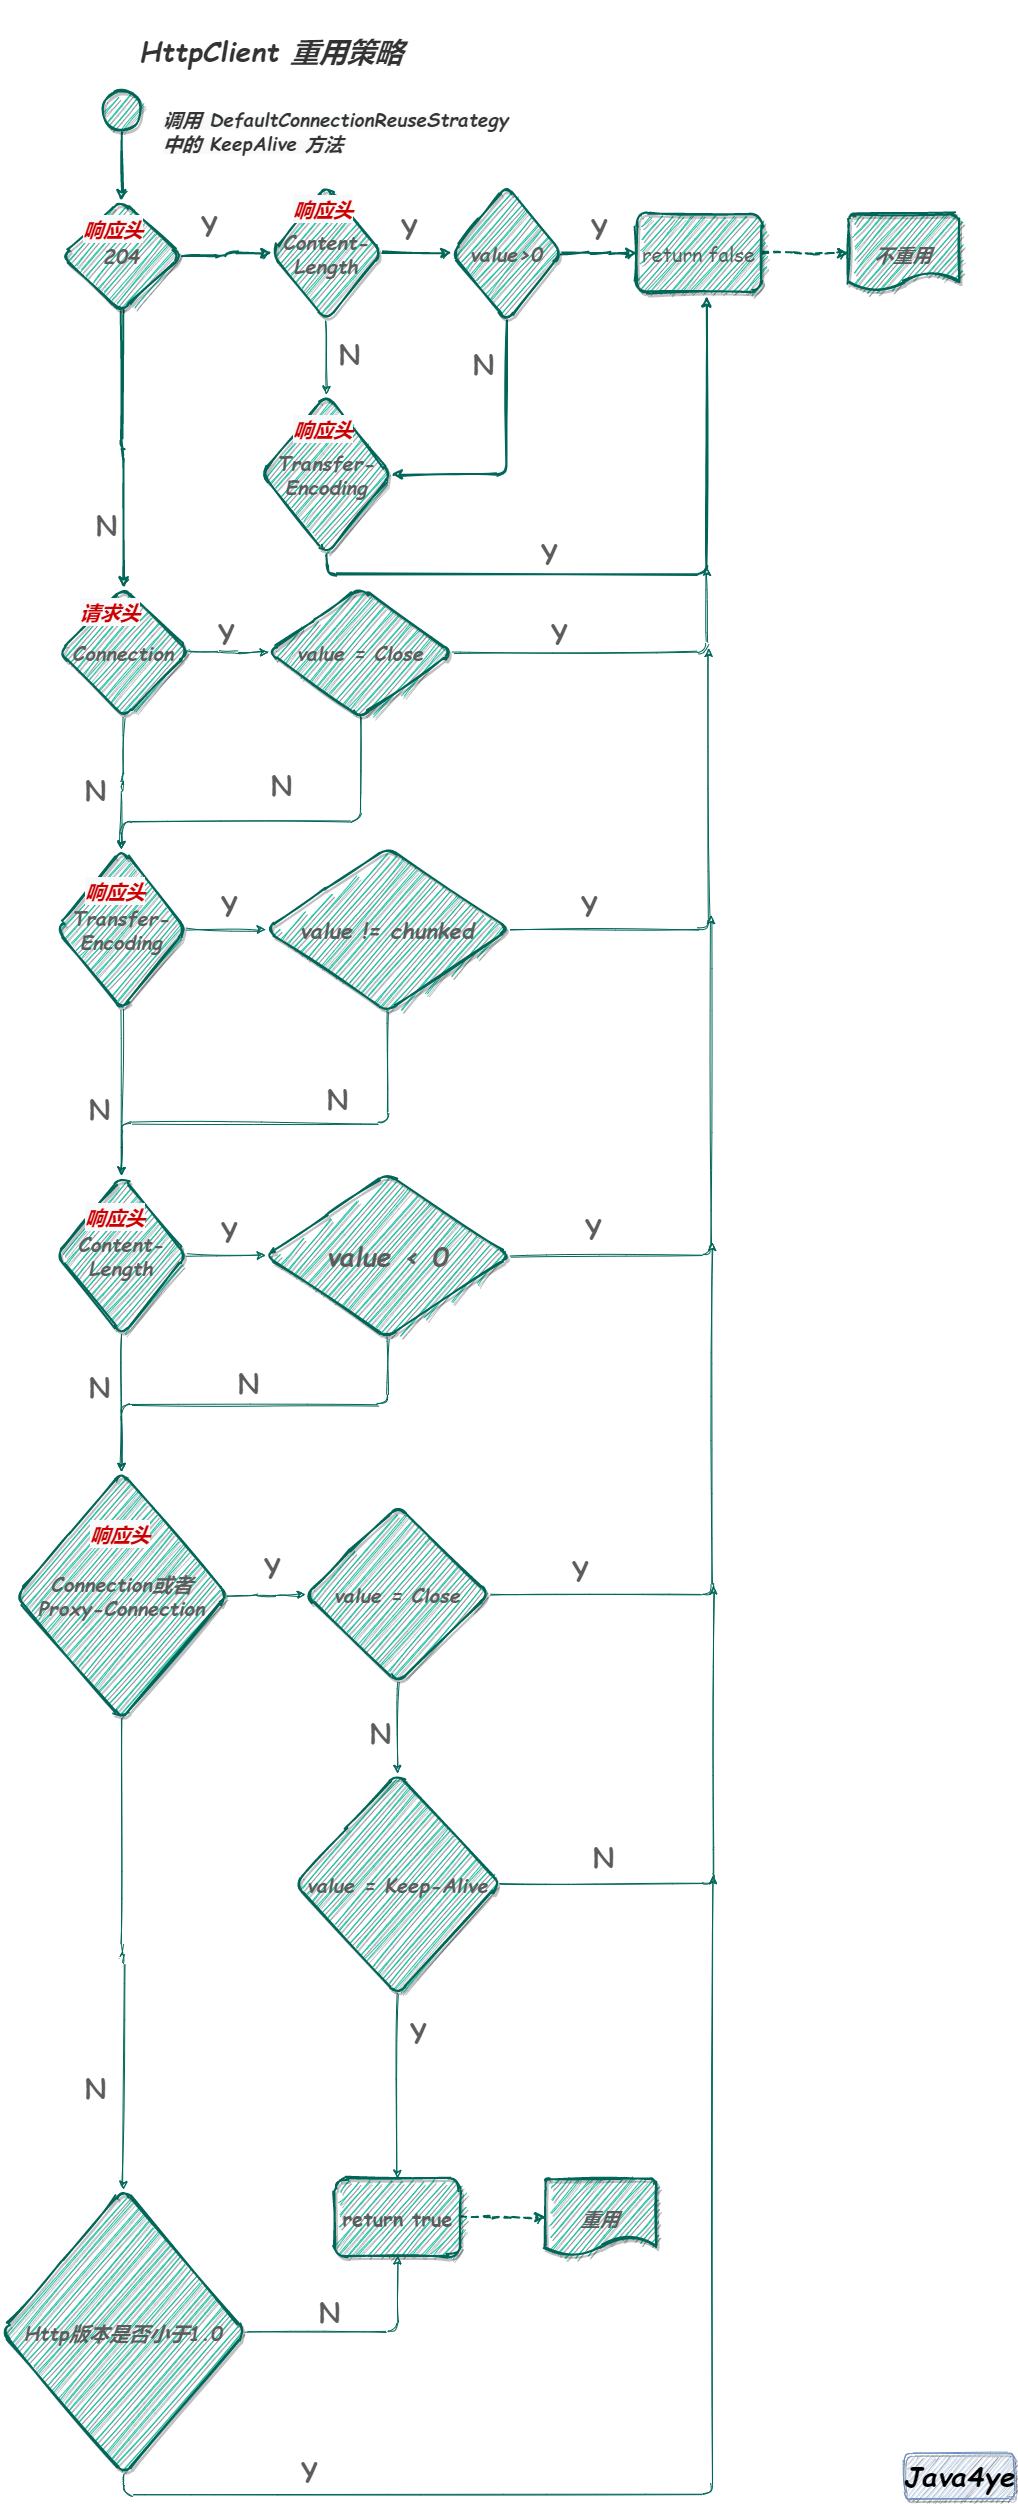 HttpClient 重用策略
调用 DefaultConnectionReuseStrategy
中的 KeepAlive 方法
响应头
204
Y
响应头
Content-
Length
Y
value>0
Y
return false
不重用
N
N
响应头
Transfer-
Encoding
N
Y
请求头
Connection
Y
value = Close
Y
N
N
响应头
Transfer-
Encoding
Y
value != chunked
Y
N
N
响应头
Content-
Length
Y
value < 0
Y
N
N
响应头
Connection或者
Proxy-Connection
Y
value = Close
Y
N
value = Keep-Alive
N
Y
N
return true
重用
N
Http版本是否小于1.0
Y
Java4ye